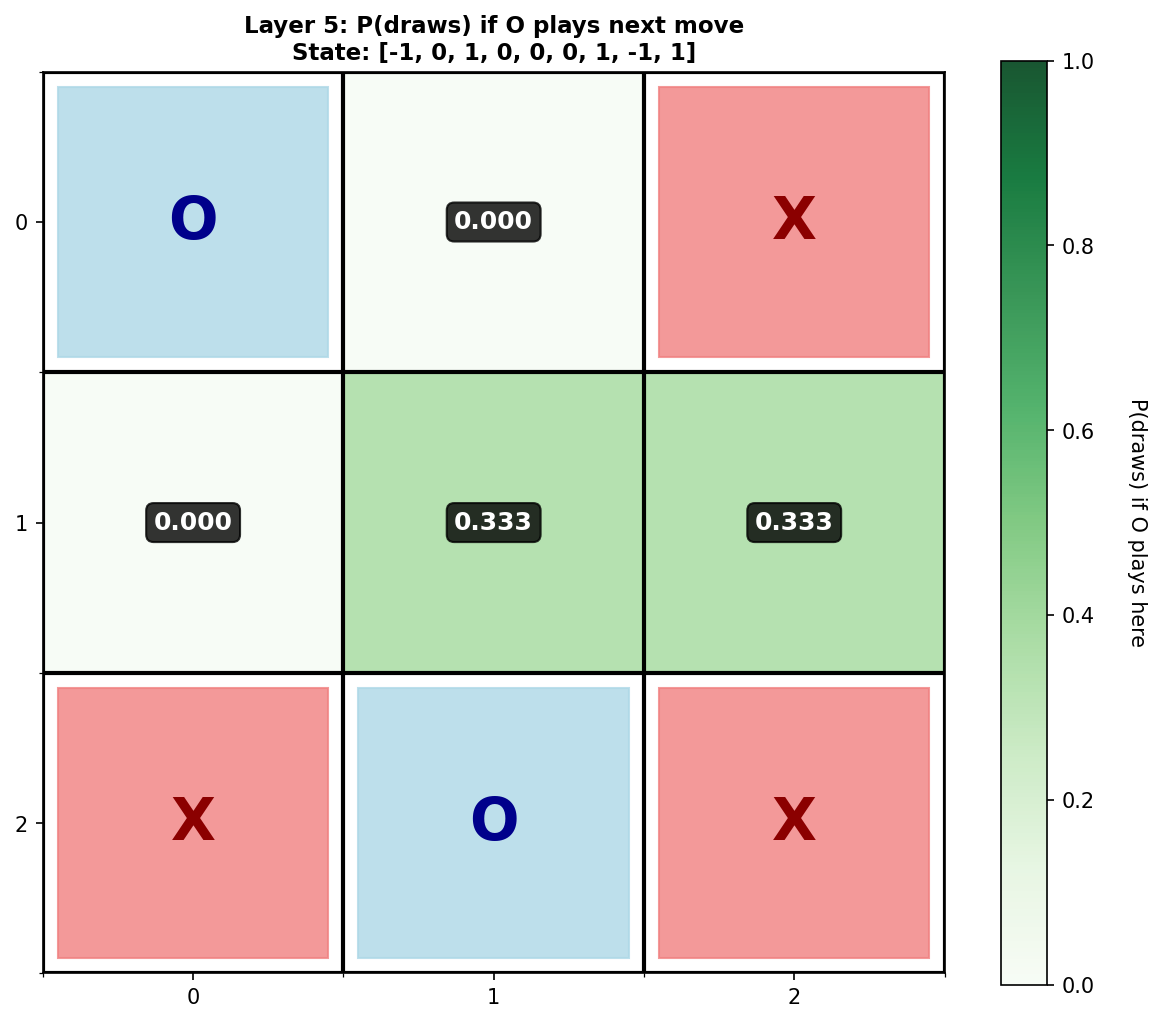 Layer 5: P(draws) if O plays next move
State: [-1, 0, 1, 0, 0, 0, 1, -1, 1]
O
0.000
X
0.000
0.333
0.333
X
O
X
0
1
2
0
1
2
1.0
0.8
0.6
0.4
0.2
0.0
P(draws) if O plays here